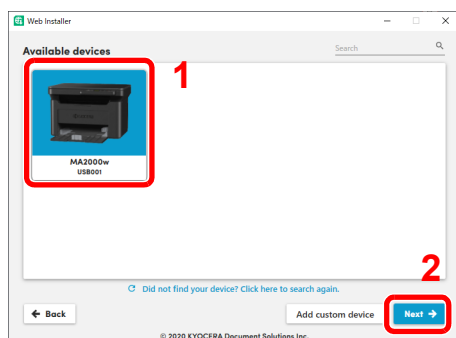 Web Installer
Available devices
Search
1
MA2000w
USB001
2
Did not find your device? Click here to search again.
Back
Add custom device
Next
© 2020 KYOCERA Document Solutions Inc.